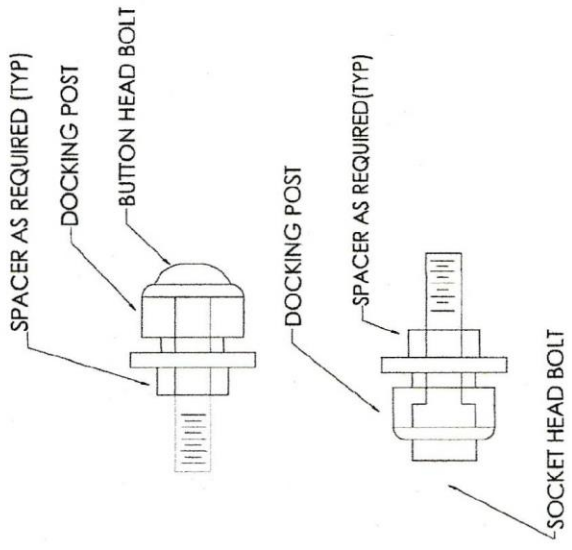 SPACER AS REQUIRED (TYP)
DOCKING POST
BUTTON HEAD BOLT
DOCKING POST
SPACER AS REQUIRED(TYP)
SOCKET HEAD BOLT